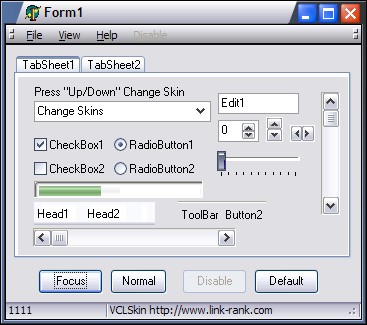 Form1
File View Help Disable
TabSheet1 TabSheet2
Press "Up/Down" Change Skin
Change Skins
Edit1
0
CheckBox1 RadioButton1
CheckBox2 RadioButton2
Head1 Head2
ToolBar Button2
Focus Normal Disable Default
1111 VCLSkin http://www.link-rank.com